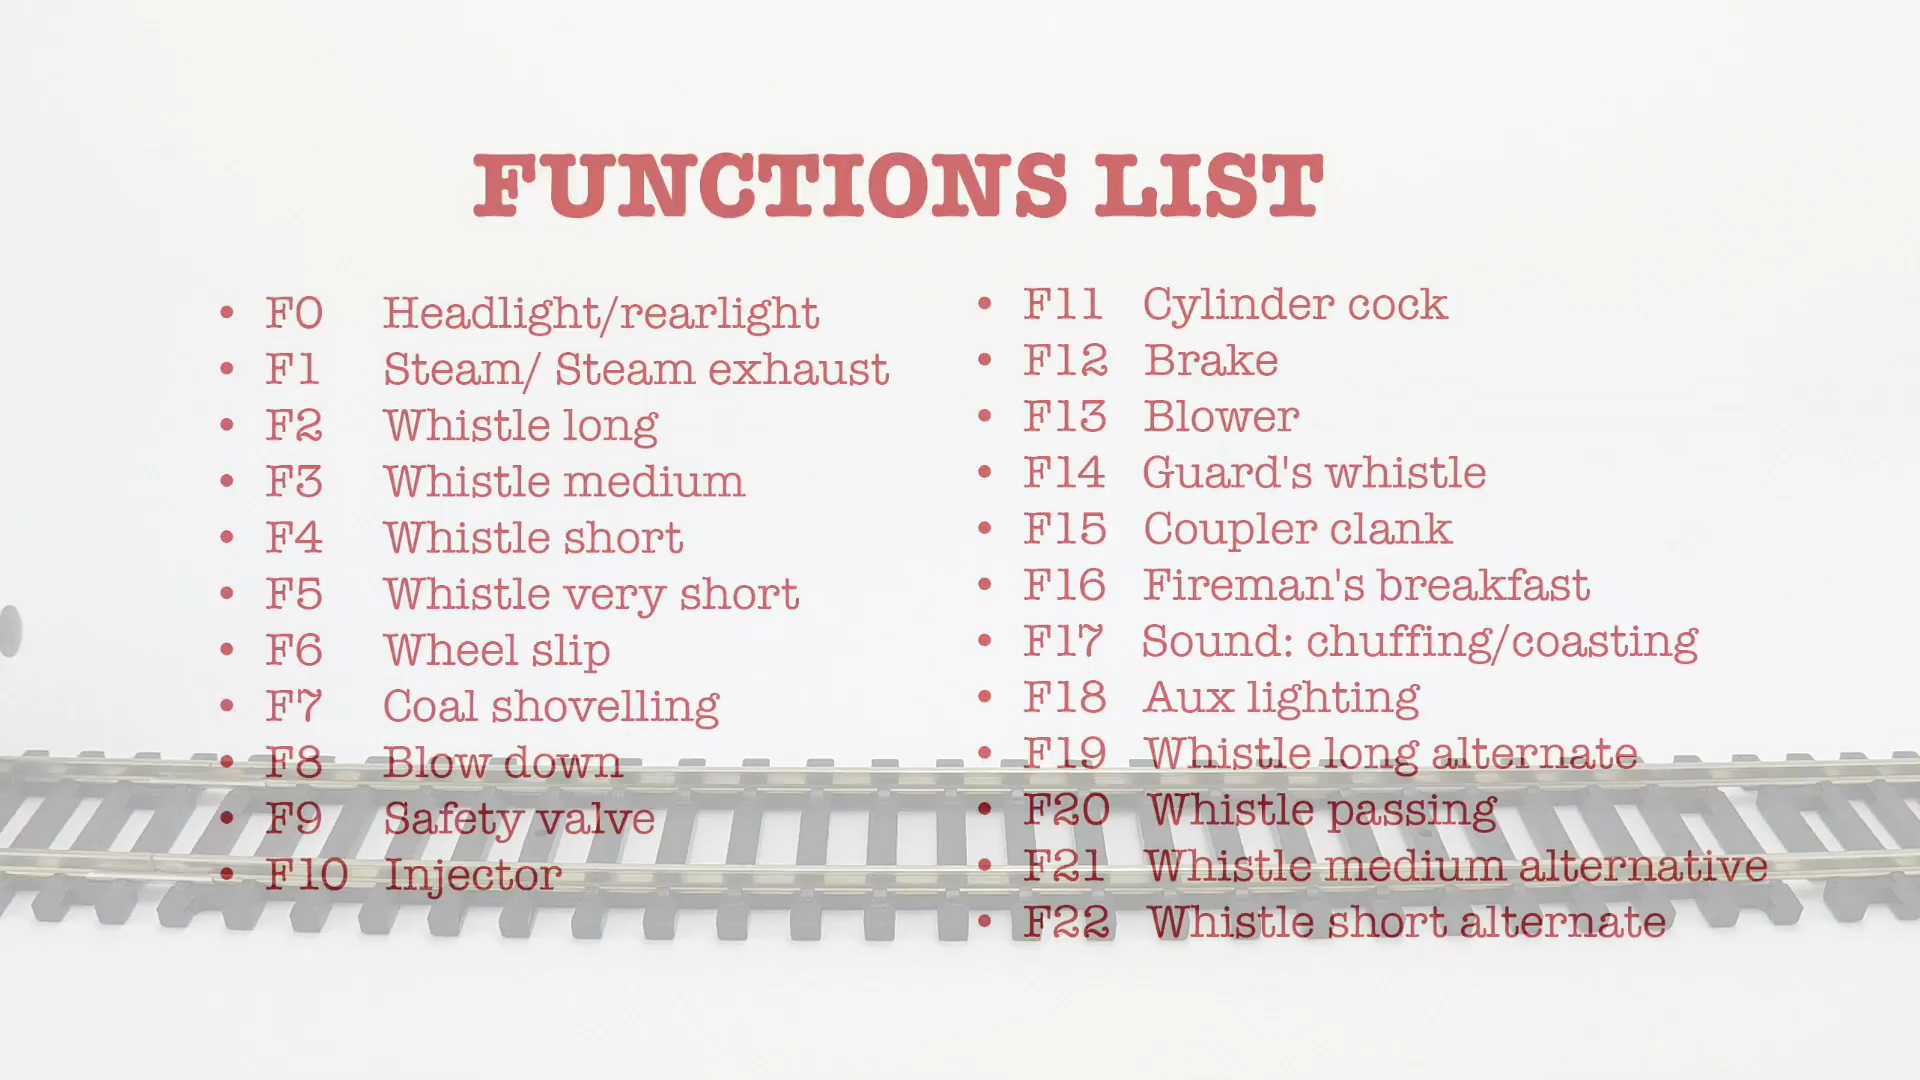 FUNCTIONS LIST
• F0 Headlight/rearlight
• F1 Steam/ Steam exhaust
• F2 Whistle long
• F3 Whistle medium
• F4 Whistle short
• F5 Whistle very short
• F6 Wheel slip
• F7 Coal shovelling
• F8 Blow down
• F9 Safety valve
• F10 Injector
• F11 Cylinder cock
• F12 Brake
• F13 Blower
• F14 Guard's whistle
• F15 Coupler clank
• F16 Fireman's breakfast
• F17 Sound: chuffing/coasting
• F18 Aux lighting
• F19 Whistle long alternate
• F20 Whistle passing
• F21 Whistle medium alternative
• F22 Whistle short alternate